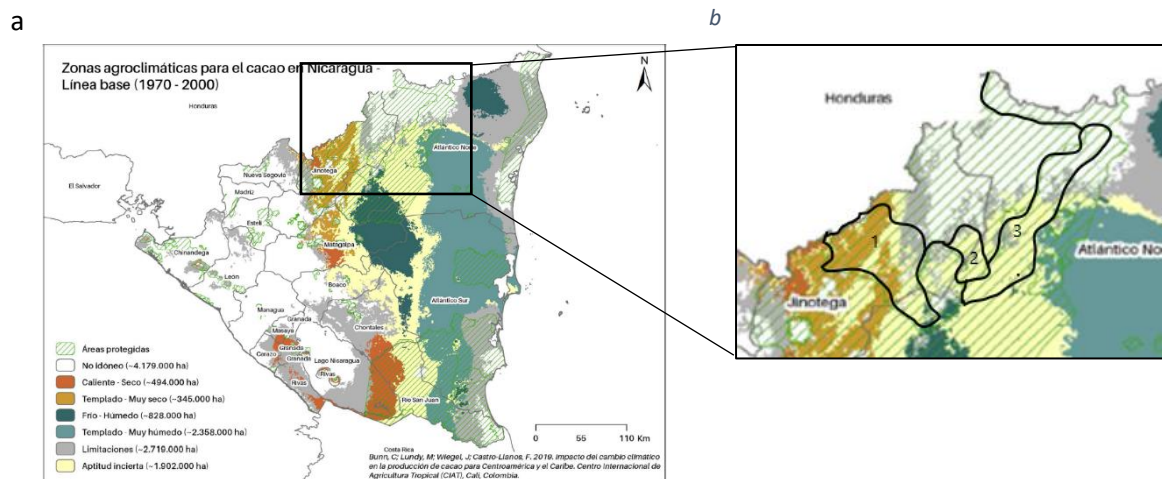 a
b
Zonas agroclimáticas para el cacao en Nicaragua -
Línea base (1970 - 2000)
N
Honduras
El Salvador
Nueva Segovia
Jinotega
Atlántico Norte
Madriz
Estelí
Chinandega
Matagalpa
León
Boaco
Managua
Atlántico Sur
Granada
Masaya
Chontales
Granada
Carazo
Granada
Lago Nicaragua
Rivas
Rivas
Río San Juan
Costa Rica
Áreas protegidas
No idóneo (~4.179.000 ha)
Caliente - Seco (~494.000 ha)
Templado - Muy seco (~345.000 ha)
Frío - Húmedo (~828.000 ha)
Templado - Muy húmedo (~2.358.000 ha)
Limitaciones (~2.719.000 ha)
Aptitud incierta (~1.902.000 ha)
0 55 110 Km
Bunn, C; Lundy, M; Wiegel, J; Castro-Llanos, F. 2019. Impacto del cambio climático
en la producción de cacao para Centroamérica y el Caribe. Centro Internacional de
Agricultura Tropical (CIAT), Cali, Colombia.
Honduras
1
2
3
Atlántico No
Jinotega